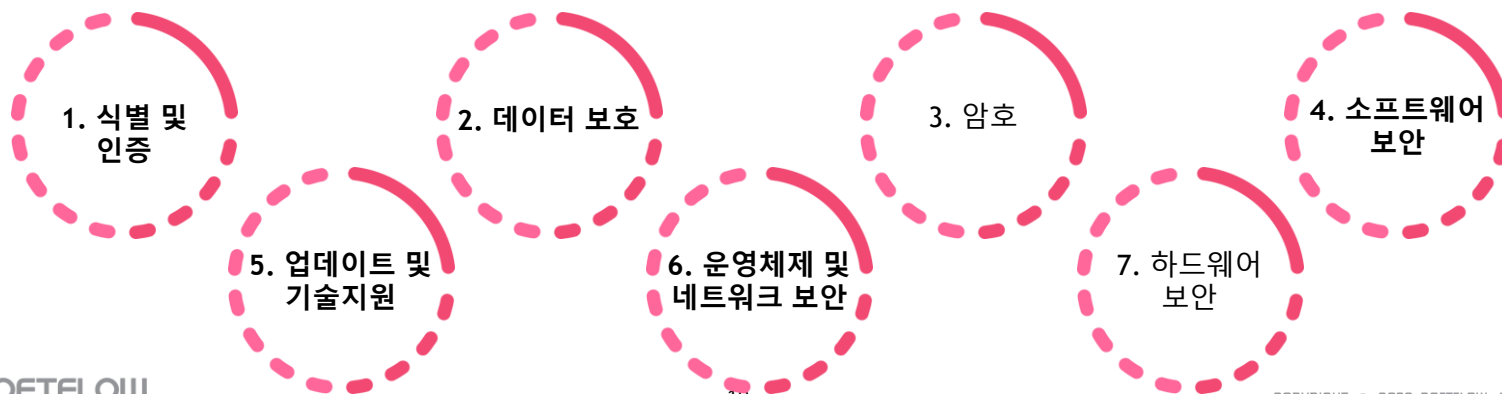 1. 식별 및
인증
2. 데이터 보호
3. 암호
4. 소프트웨어
보안
5. 업데이트 및
기술지원
6. 운영체제 및
네트워크 보안
7. 하드웨어
보안